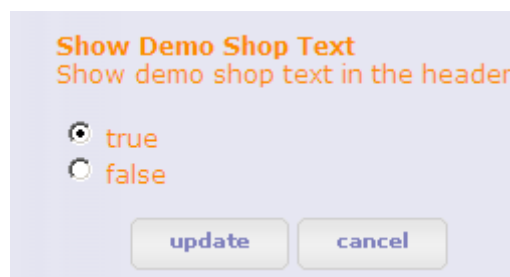 Show Demo Shop Text
Show demo shop text in the header
true
false
update cancel